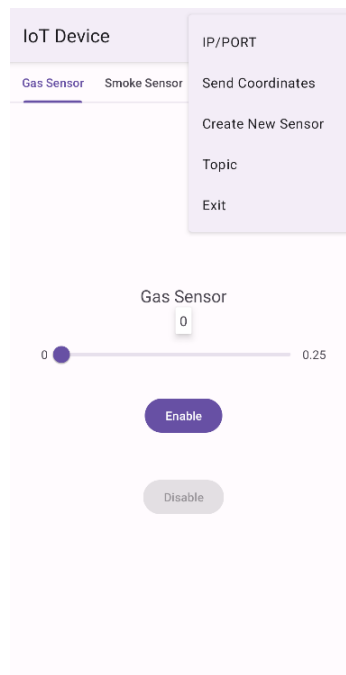 IoT Device
IP/PORT
Send Coordinates
Create New Sensor
Topic
Exit
Gas Sensor
Smoke Sensor
Gas Sensor
0
0
0.25
Enable
Disable